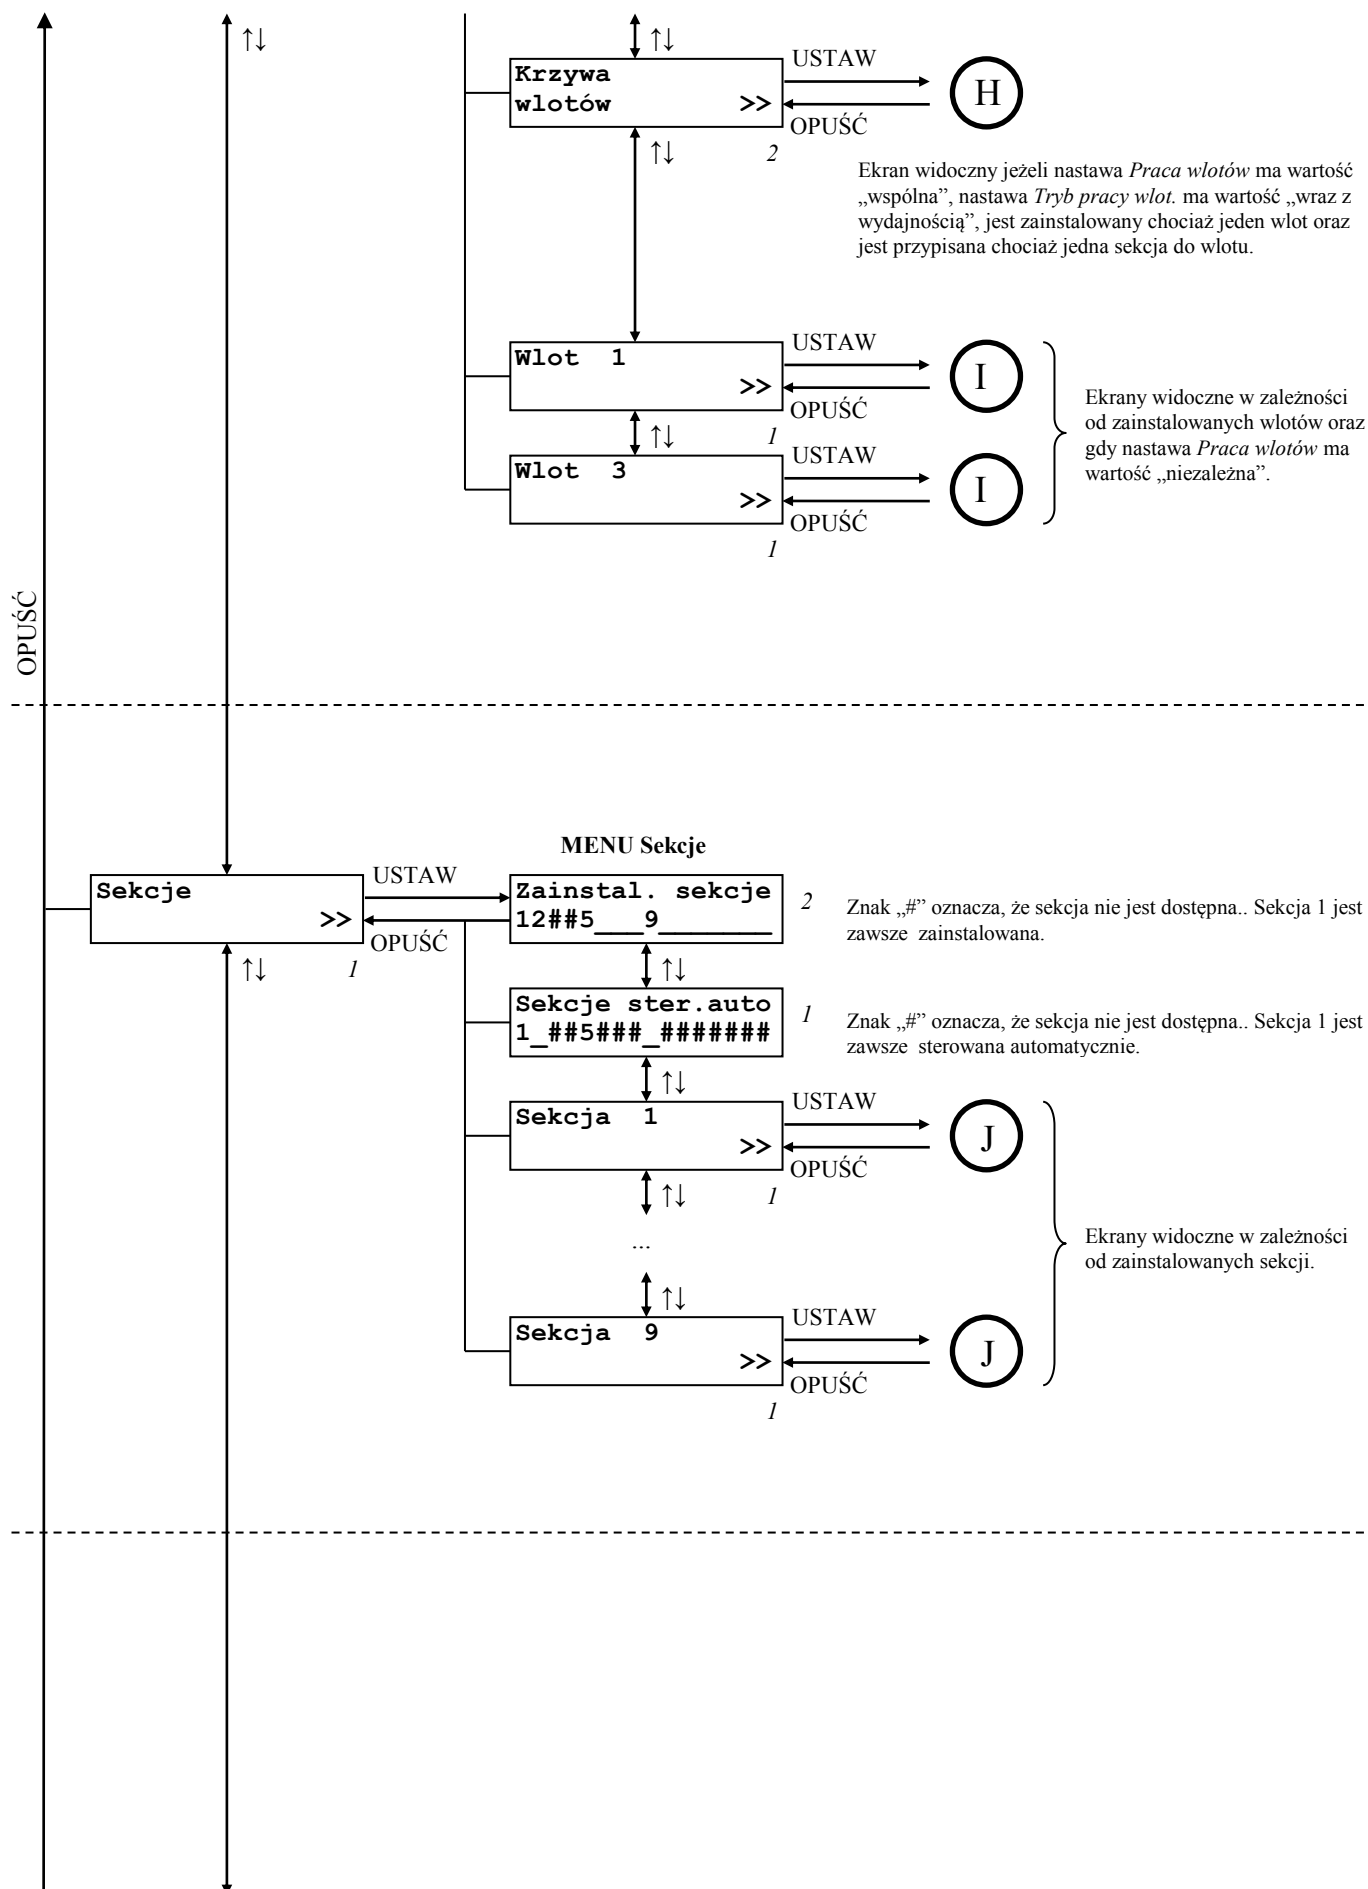 ↑↓
↑↓
Krzywa
wlotów >>
USTAW
OPUŚĆ
H
↑↓
2
Ekran widoczny jeżeli nastawa Praca wlotów ma wartość
„wspólna”, nastawa Tryb pracy wlot. ma wartość „wraz z
wydajnością”, jest zainstalowany chociaż jeden wlot oraz
jest przypisana chociaż jedna sekcja do wlotu.
Wlot 1
>>
USTAW
OPUŚĆ
I
↑↓
1
Wlot 3
>>
USTAW
OPUŚĆ
I
1
Ekrany widoczne w zależności
od zainstalowanych wlotów oraz
gdy nastawa Praca wlotów ma
wartość „niezależna”.
OPUŚĆ
MENU Sekcje
Sekcje
>>
USTAW
OPUŚĆ
↑↓
1
Zainstal. sekcje
12##5___9_______
2
Znak „#” oznacza, że sekcja nie jest dostępna.. Sekcja 1 jest
zawsze zainstalowana.
↑↓
Sekcje ster.auto
1_##5###_#######
1
Znak „#” oznacza, że sekcja nie jest dostępna.. Sekcja 1 jest
zawsze sterowana automatycznie.
↑↓
Sekcja 1
>>
USTAW
OPUŚĆ
J
↑↓
1
...
Ekrany widoczne w zależności
od zainstalowanych sekcji.
↑↓
Sekcja 9
>>
USTAW
OPUŚĆ
J
1